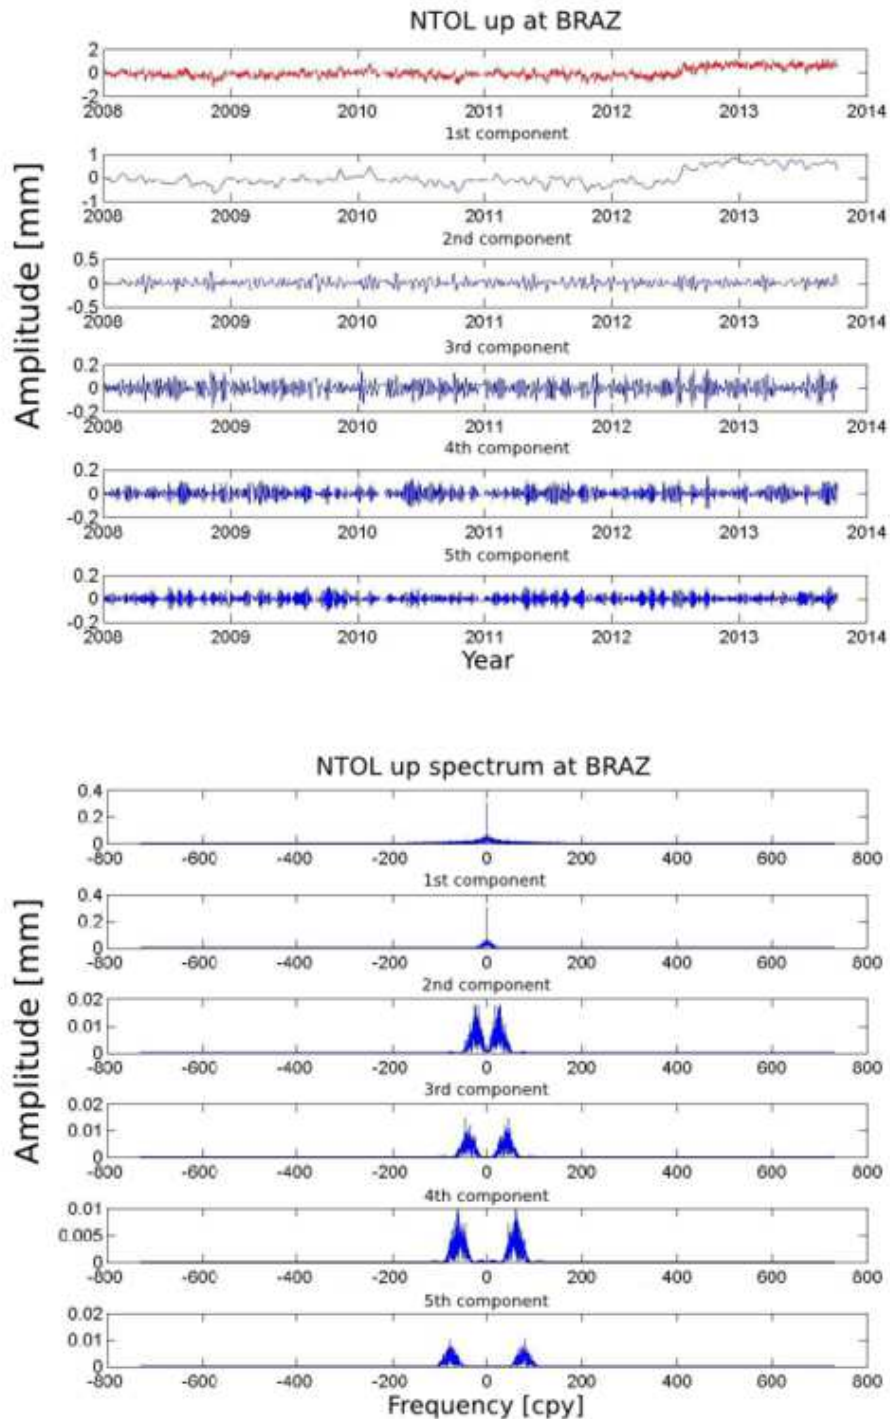 NTOL up at BRAZ
2
0
-2
2008 2009 2010 2011 2012 2013 2014
1st component
1
0
-1
2008 2009 2010 2011 2012 2013 2014
2nd component
0.5
0
-0.5
2008 2009 2010 2011 2012 2013 2014
3rd component
0.2
0
-0.2
2008 2009 2010 2011 2012 2013 2014
4th component
0.2
0
-0.2
2008 2009 2010 2011 2012 2013 2014
5th component
0.2
0
-0.2
2008 2009 2010 2011 2012 2013 2014
Year
Amplitude [mm]
NTOL up spectrum at BRAZ
0.4
0.2
0
-800 -600 -400 -200 0 200 400 600 800
1st component
0.4
0.2
0
-800 -600 -400 -200 0 200 400 600 800
2nd component
0.02
0.01
0
-800 -600 -400 -200 0 200 400 600 800
3rd component
0.02
0.01
0
-800 -600 -400 -200 0 200 400 600 800
4th component
0.01
0.005
0
-800 -600 -400 -200 0 200 400 600 800
5th component
0.02
0.01
0
-800 -600 -400 -200 0 200 400 600 800
Frequency [cpy]
Amplitude [mm]